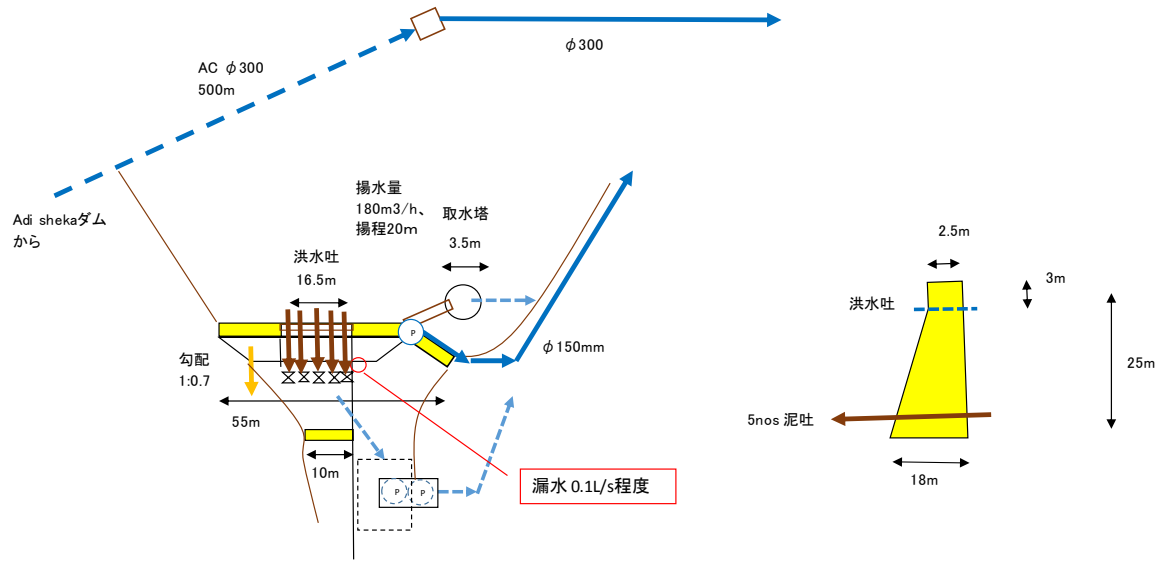 φ300
AC φ300
500m
Adi shekaダム
から
揚水量
180m3/h、
揚程20m
取水塔
3.5m
洪水吐
16.5m
P
勾配
1:0.7
φ150mm
55m
10m
P
P
漏水 0.1L/s程度
2.5m
3m
洪水吐
25m
5nos 泥吐
18m